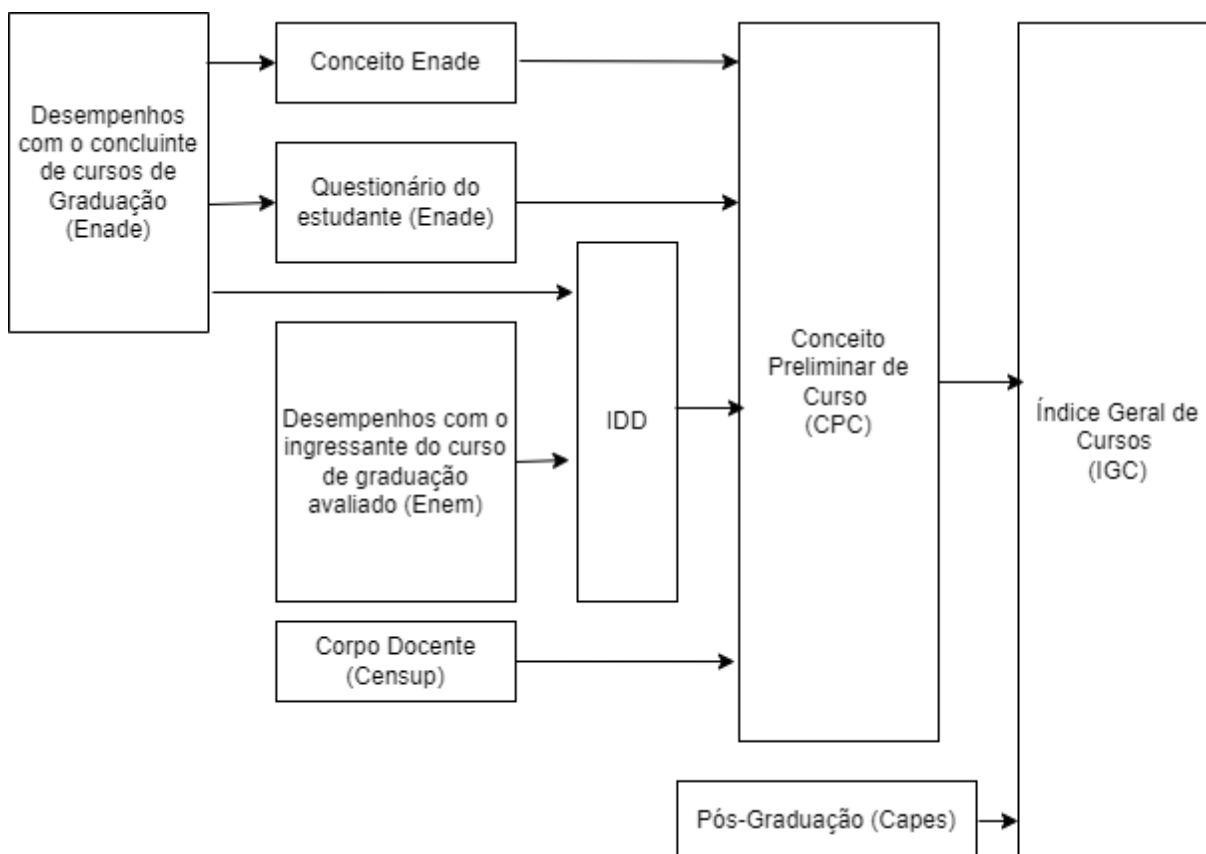 Desempenhos
com o concluinte
de cursos de
Graduação
(Enade)
Conceito Enade
Questionário do
estudante (Enade)
Desempenhos com o
ingressante do curso
de graduação
avaliado (Enem)
IDD
Corpo Docente
(Censup)
Conceito
Preliminar de
Curso
(CPC)
Pós-Graduação (Capes)
Índice Geral de
Cursos
(IGC)